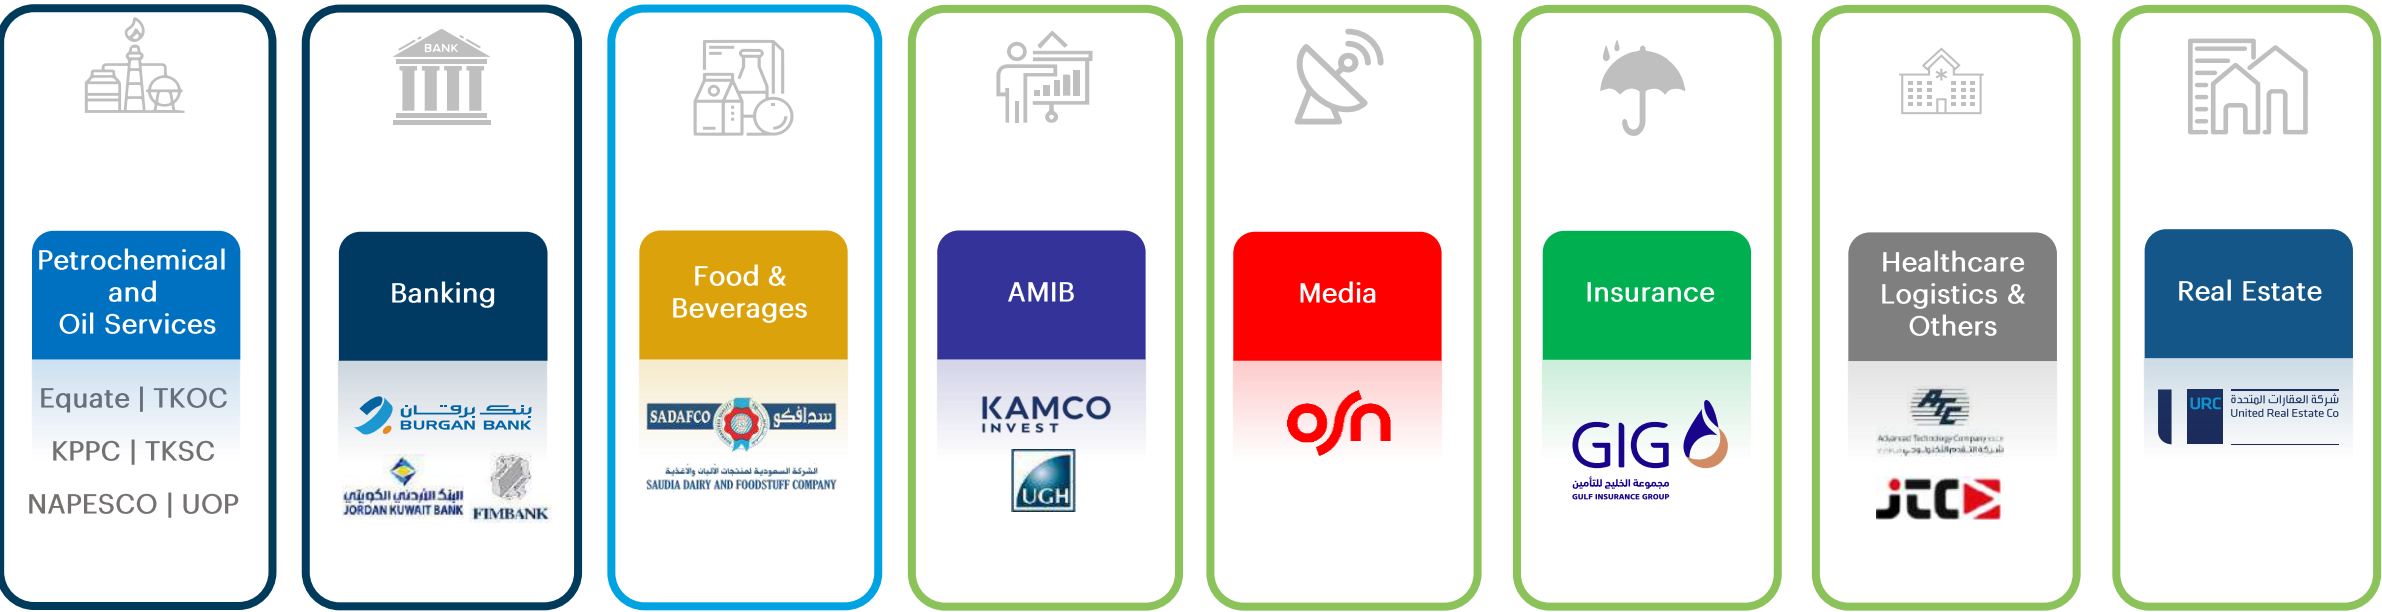 Petrochemical
and
Oil Services
Equate | TKOC
KPPC | TKSC
NAPESCO | UOP
BANK
Banking
بنك برقان
BURGAN BANK
البنك الأردني الكويتي
JORDAN KUWAIT BANK
FIMBANK
Food &
Beverages
SADAFCO سدافكو
الشركة السعودية لمنتجات الألبان والأغذية
SAUDIA DAIRY AND FOODSTUFF COMPANY
AMIB
KAMCO
INVEST
UGH
Media
osn
Insurance
GIG
مجموعة الخليج للتأمين
GULF INSURANCE GROUP
Healthcare
Logistics &
Others
ATC
Advanced Technology Company
JTC
Real Estate
URC
شركة العقارات المتحدة
United Real Estate Co